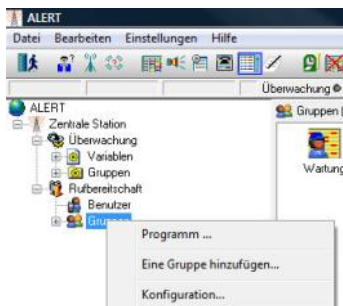 ALERT
Datei Bearbeiten Einstellungen Hilfe
Überwachung
ALERT
Zentrale Station
Überwachung
Variablen
Gruppen
Rufbereitschaft
Benutzer
Gruppen
Gruppen
Wartung
Programm ...
Eine Gruppe hinzufügen...
Konfiguration...